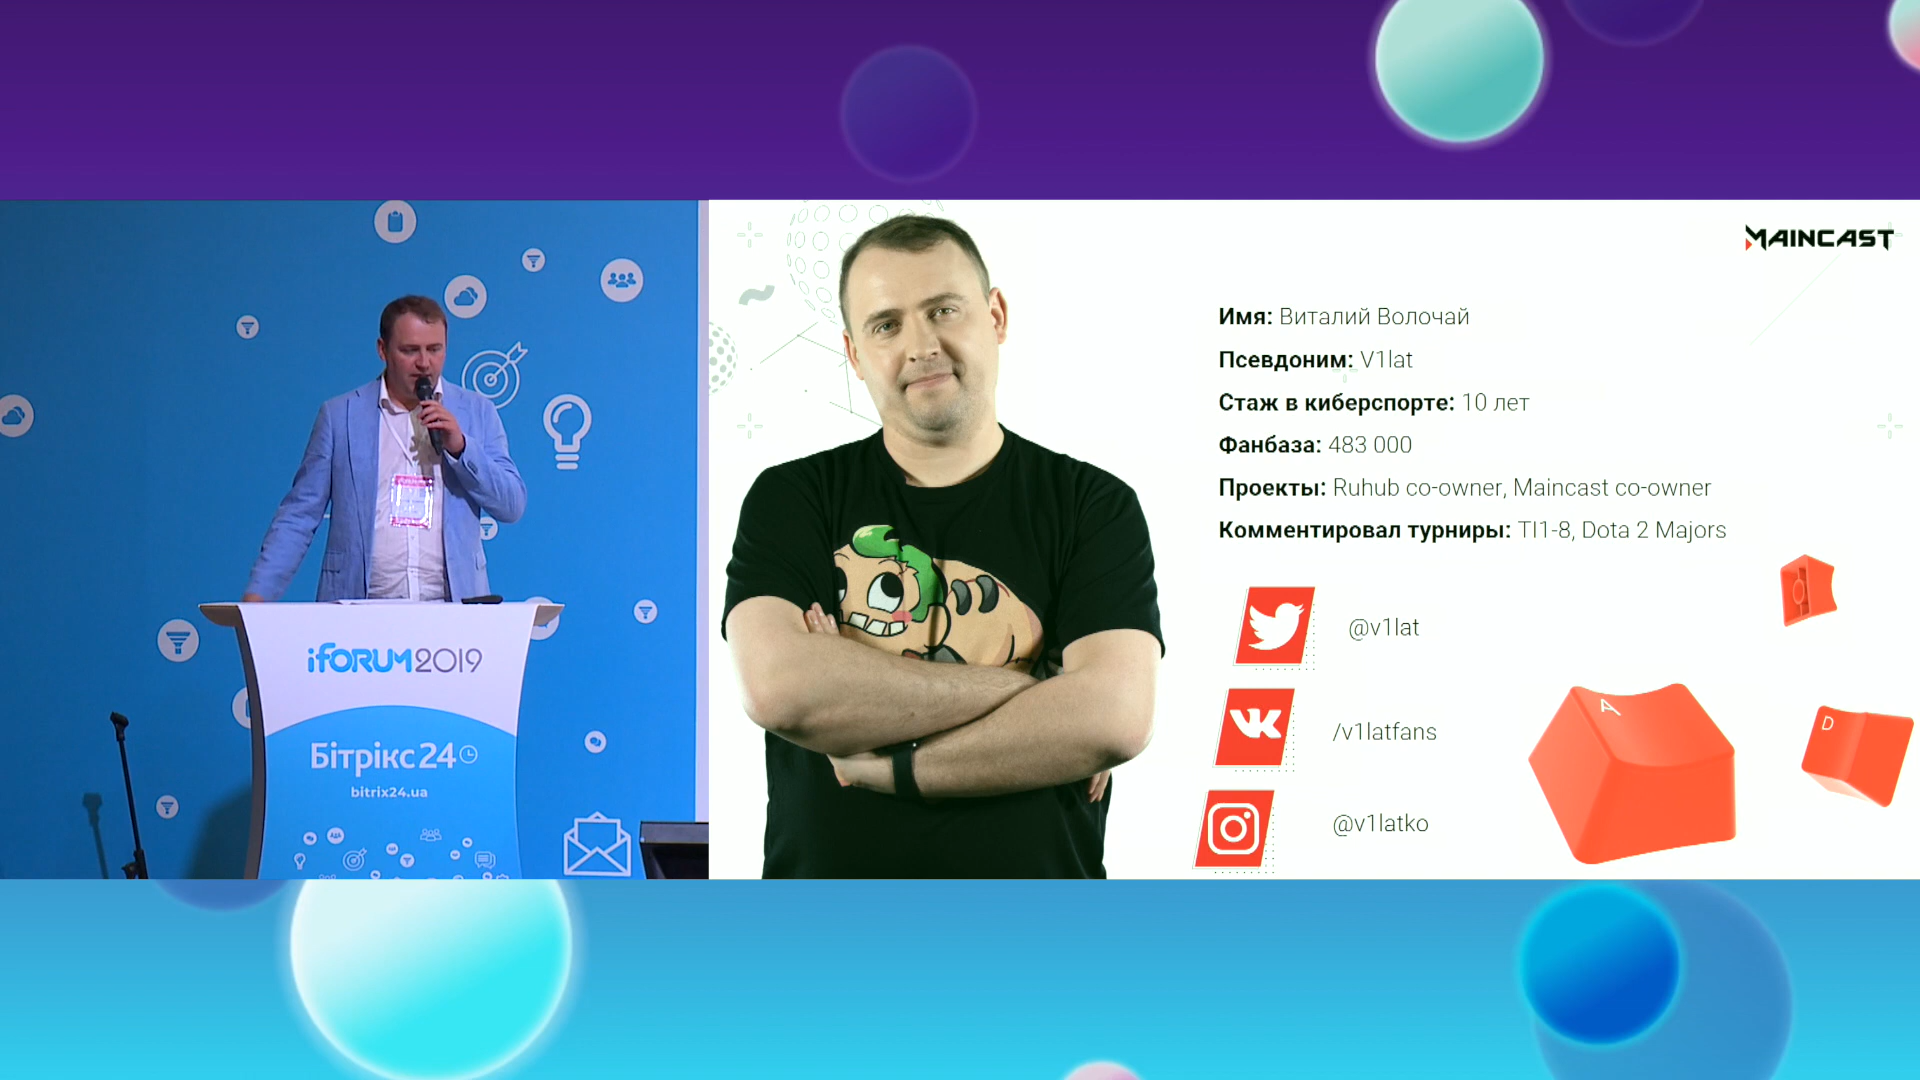 MAINCAST
Имя: Виталий Волочай
Псевдоним: V1lat
Стаж в киберспорте: 10 лет
Фанбаза: 483 000
Проекты: Ruhub co-owner, Maincast co-owner
Комментировал турниры: TI1-8, Dota 2 Majors
@v1lat
/v1latfans
@v1latko
A
D
iFORUM2019
Бітрікс24
bitrix24.ua